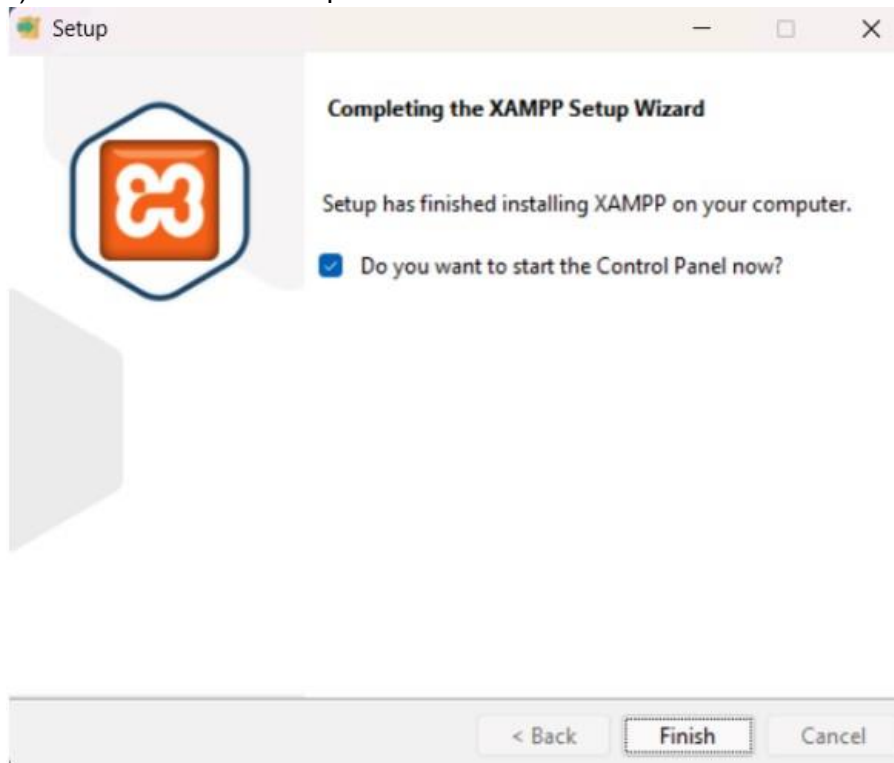 Setup
Completing the XAMPP Setup Wizard
Setup has finished installing XAMPP on your computer.
Do you want to start the Control Panel now?
< Back Finish Cancel